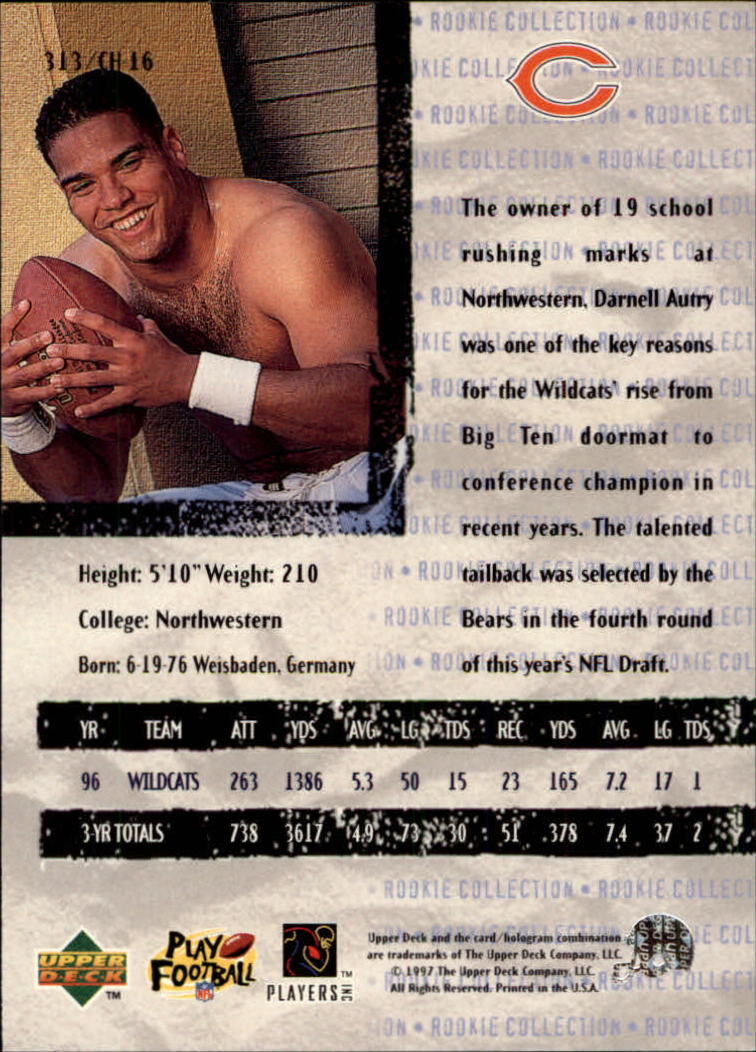 313/CH 16
The owner of 19 school
rushing marks at
Northwestern, Darnell Autry
was one of the key reasons
for the Wildcats' rise from
Big Ten doormat to
conference champion in
recent years. The talented
tailback was selected by the
Bears in the fourth round
of this year's NFL Draft.
Height: 5'10" Weight: 210
College: Northwestern
Born: 6-19-76 Weisbaden, Germany
YR TEAM ATT YDS AVG LG TDS REC YDS AVG LG TDS
96 WILDCATS 263 1386 5.3 50 15 23 165 7.2 17 1
3-YR TOTALS 738 3617 4.9 73 30 51 378 7.4 37 2
ROOKIE COLLECTION • ROOKIE COLLECT
UPPER
DECK
TM
PLAY
FOOTBALL
NFL
PLAYERS INC
TM
Upper Deck and the card/hologram combination
are trademarks of The Upper Deck Company, LLC.
© 1997 The Upper Deck Company, LLC.
All Rights Reserved. Printed in the U.S.A.